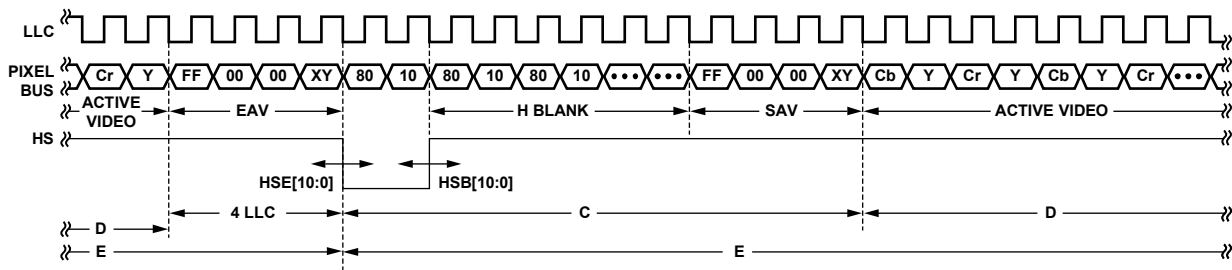 LLC
PIXEL BUS Cr Y FF 00 00 XY 80 10 80 10 80 10 ••• ••• FF 00 00 XY Cb Y Cr Y Cb Y Cr •••
ACTIVE VIDEO EAV H BLANK SAV ACTIVE VIDEO
HS
HSE[10:0] HSB[10:0]
4 LLC C D
D
E E